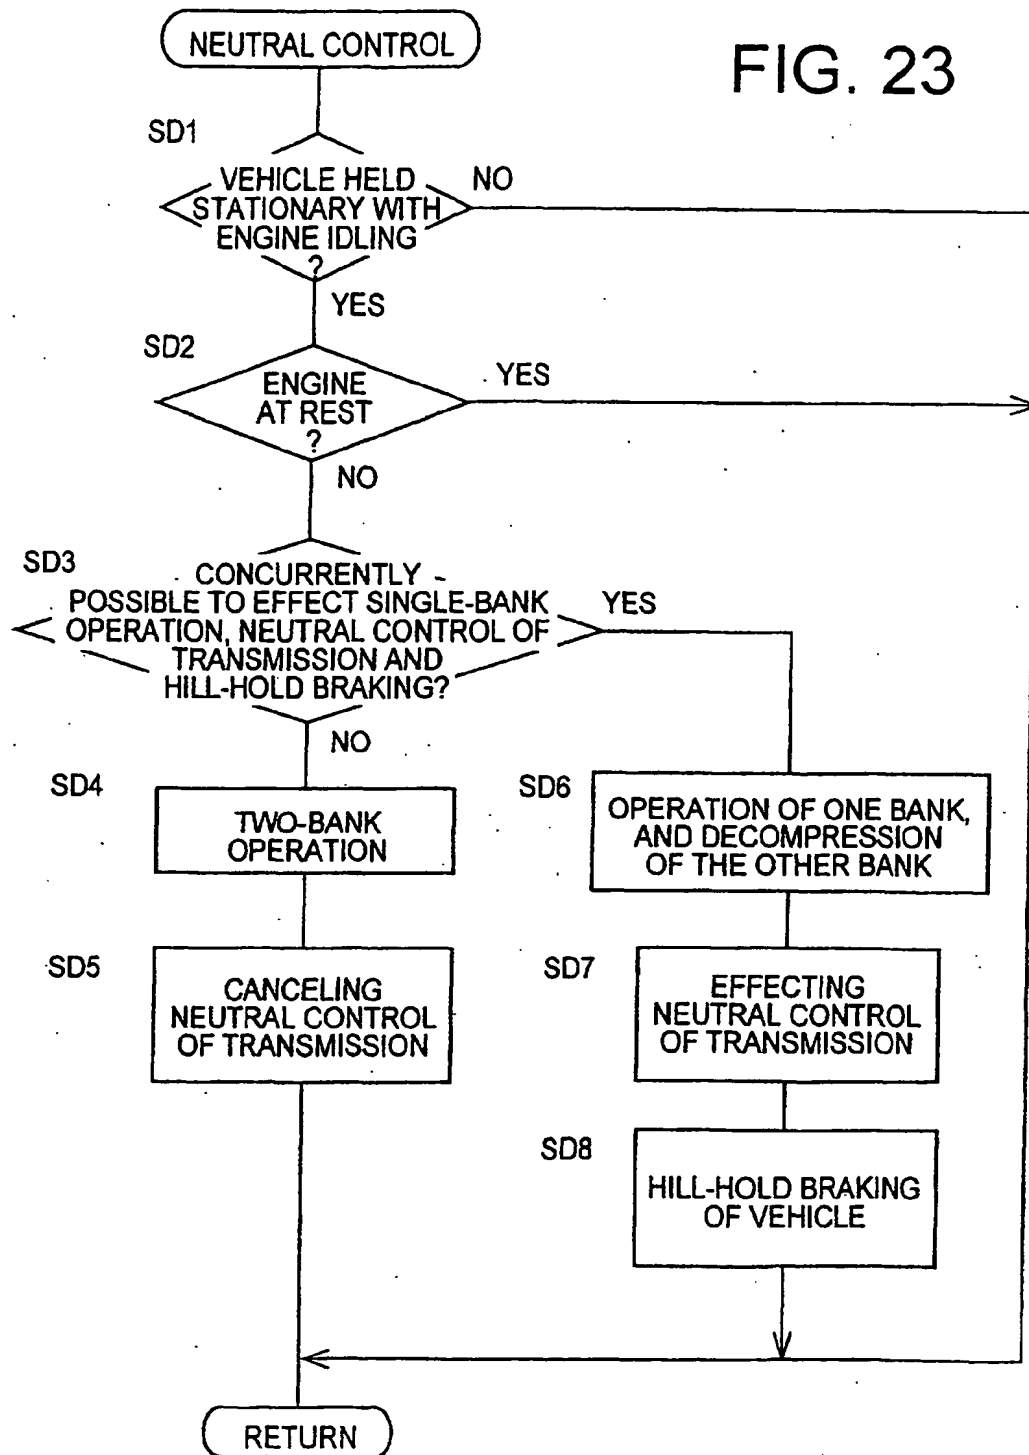 NEUTRAL CONTROL
FIG. 23
SD1
VEHICLE HELD
STATIONARY WITH
ENGINE IDLING
?
NO
YES
SD2
ENGINE
AT REST
?
YES
NO
SD3
CONCURRENTLY
POSSIBLE TO EFFECT SINGLE-BANK
OPERATION, NEUTRAL CONTROL OF
TRANSMISSION AND
HILL-HOLD BRAKING?
YES
NO
SD4
TWO-BANK
OPERATION
SD6
OPERATION OF ONE BANK,
AND DECOMPRESSION
OF THE OTHER BANK
SD5
CANCELING
NEUTRAL CONTROL
OF TRANSMISSION
SD7
EFFECTING
NEUTRAL CONTROL
OF TRANSMISSION
SD8
HILL-HOLD BRAKING
OF VEHICLE
RETURN